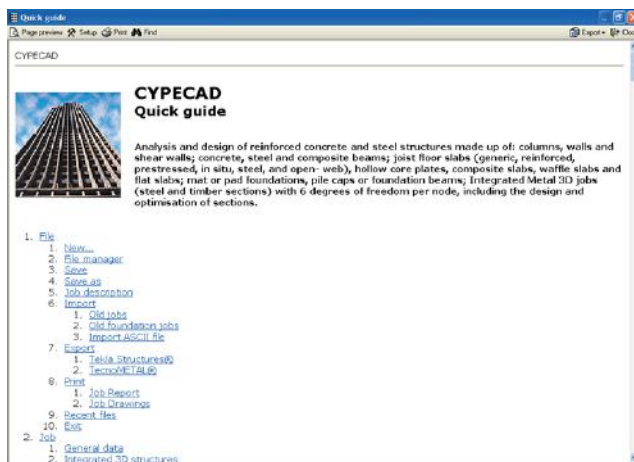 Quick guide
Page preview Setup Print Find Export Clo
CYPECAD
CYPECAD
Quick guide
Analysis and design of reinforced concrete and steel structures made up of: columns, walls and
shear walls; concrete, steel and composite beams; joist floor slabs (generic, reinforced,
prestressed, in situ, steel, and open- web), hollow core plates, composite slabs, waffle slabs and
flat slabs; mat or pad foundations, pile caps or foundation beams; Integrated Metal 3D jobs
(steel and timber sections) with 6 degrees of freedom per node, including the design and
optimisation of sections.
1. File
1. New...
2. File manager
3. Save
4. Save as
5. Job description
6. Import
1. Old jobs
2. Old foundation jobs
3. Import ASCII file
7. Export
1. Tekla Structures®
2. TecnoMETAL®
8. Print
1. Job Report
2. Job Drawings
9. Recent files
10. Exit
2. Job
1. General data
2. Integrated 3D structures